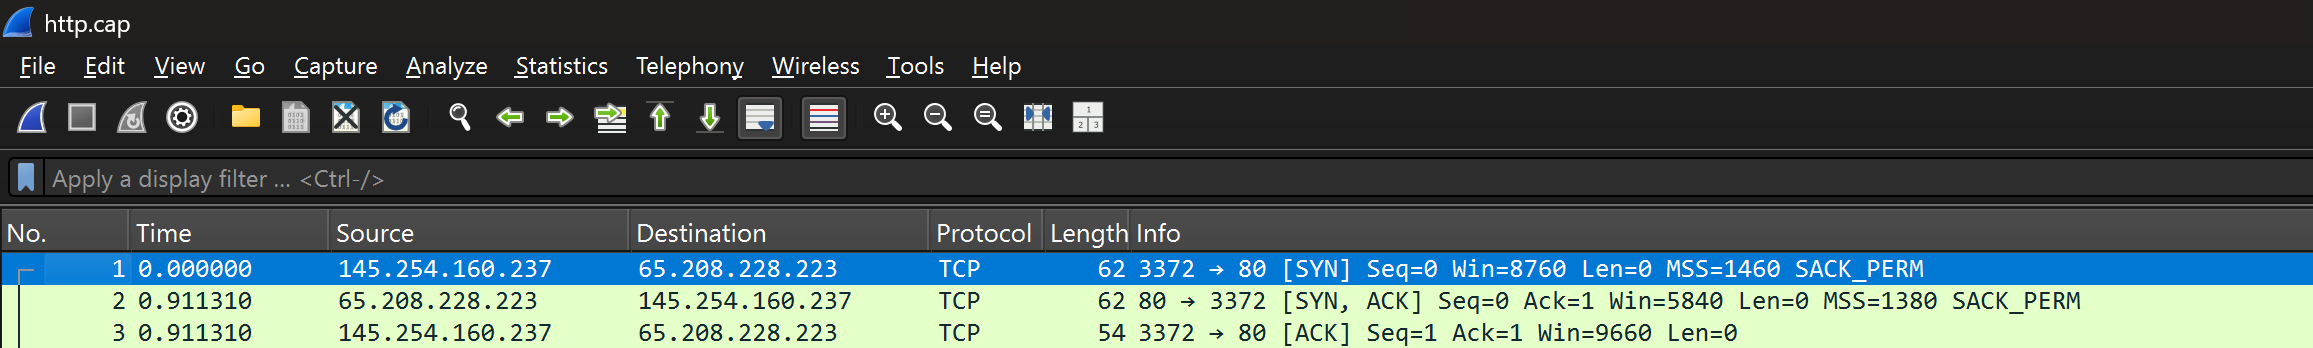 http.cap
File Edit View Go Capture Analyze Statistics Telephony Wireless Tools Help
Apply a display filter ... <Ctrl-/>
No. Time Source Destination Protocol Length Info
1 0.000000 145.254.160.237 65.208.228.223 TCP 62 3372 → 80 [SYN] Seq=0 Win=8760 Len=0 MSS=1460 SACK_PERM
2 0.911310 65.208.228.223 145.254.160.237 TCP 62 80 → 3372 [SYN, ACK] Seq=0 Ack=1 Win=5840 Len=0 MSS=1380 SACK_PERM
3 0.911310 145.254.160.237 65.208.228.223 TCP 54 3372 → 80 [ACK] Seq=1 Ack=1 Win=9660 Len=0